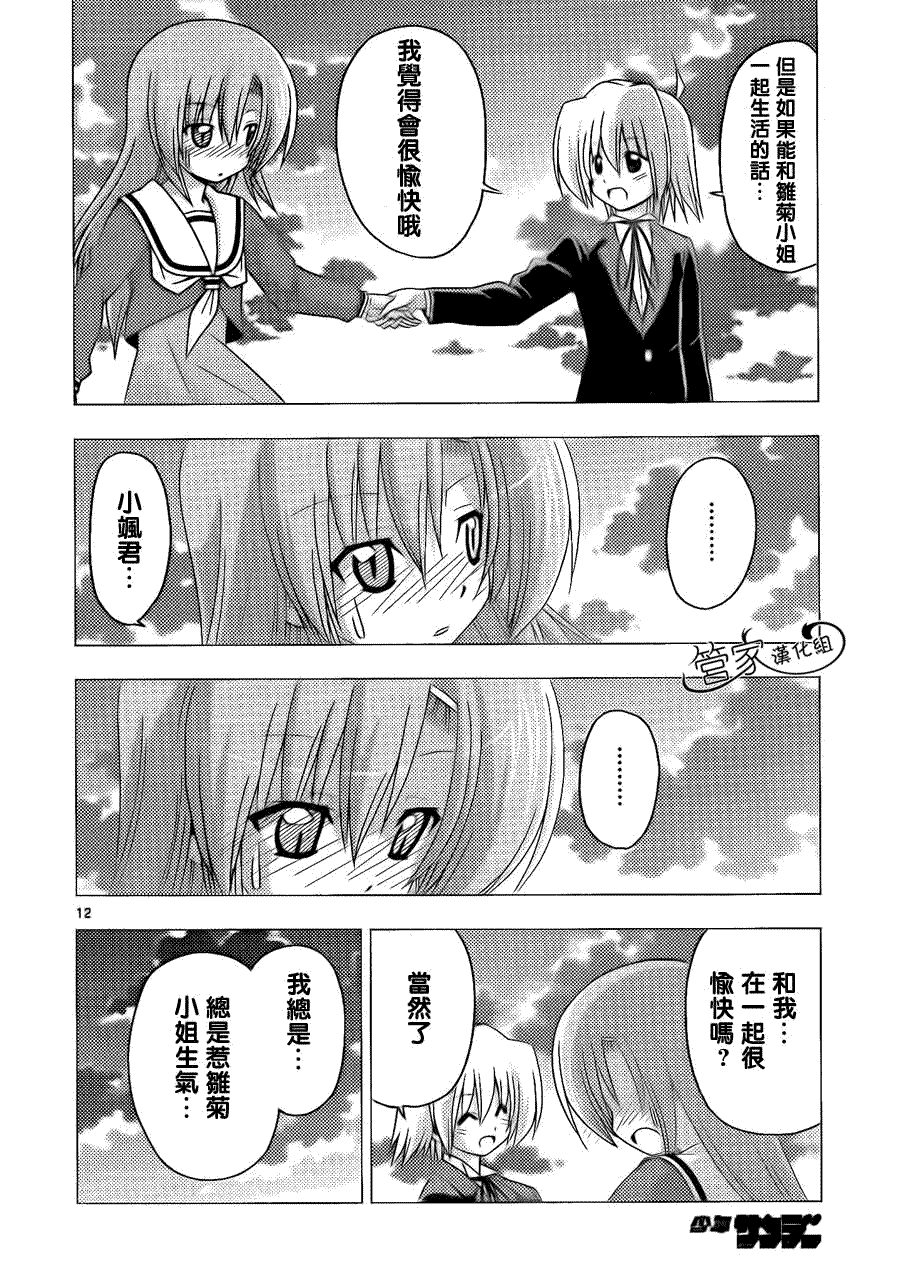 但是如果能和雛菊小姐
一起生活的話…
我覺得會很愉快哦
………
小颯君…
管家漢化組
………
12
和我…
在一起很
愉快嗎？
當然了
我總是…
總是惹雛菊
小姐生氣…
少年サンデー